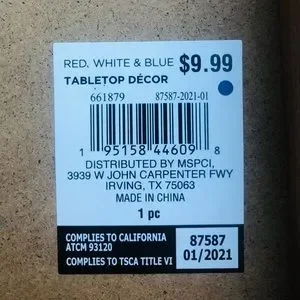 RED, WHITE & BLUE $9.99
TABLETOP DÉCOR
661879 87587-2021-01
1 95158 44609 8
DISTRIBUTED BY MSPCI,
3939 W JOHN CARPENTER FWY
IRVING, TX 75063
MADE IN CHINA
1 pc
COMPLIES TO CALIFORNIA
ATCM 93120
COMPLIES TO TSCA TITLE VI
87587
01/2021